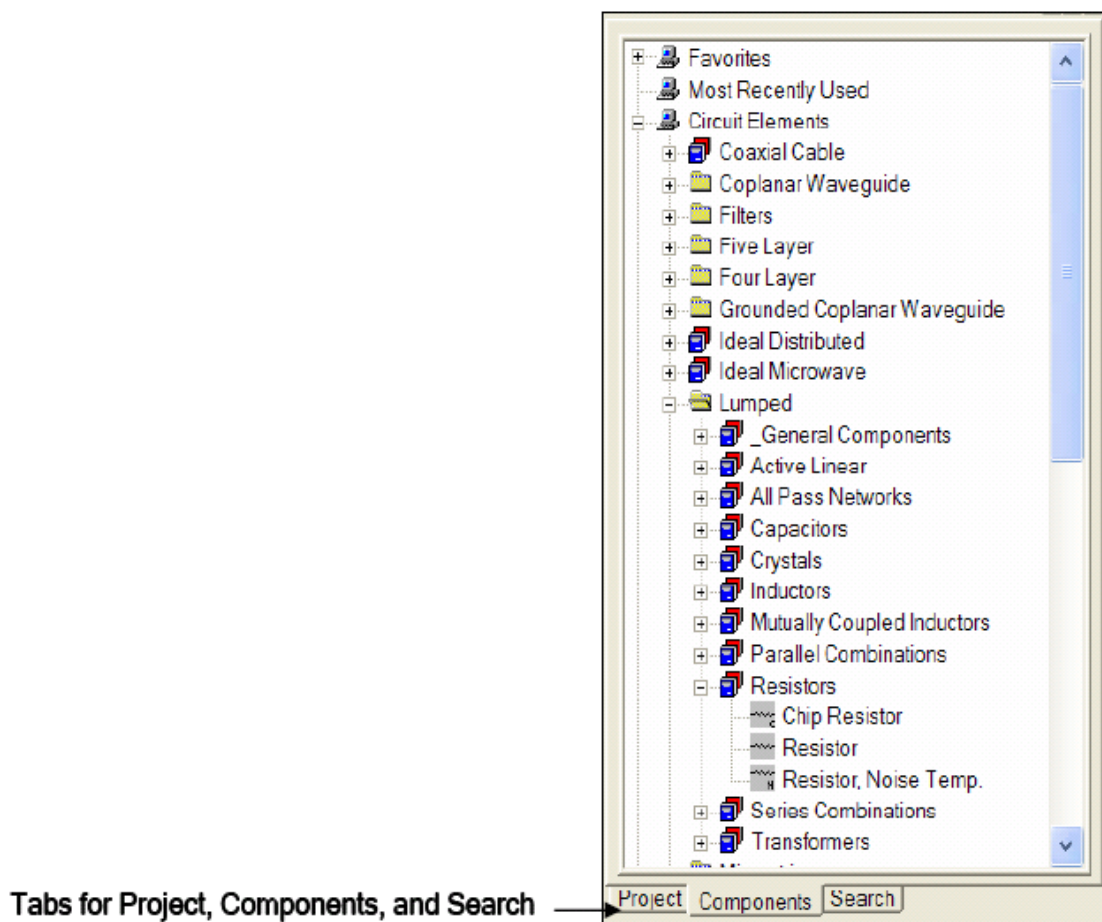 Favorites
Most Recently Used
Circuit Elements
Coaxial Cable
Coplanar Waveguide
Filters
Five Layer
Four Layer
Grounded Coplanar Waveguide
Ideal Distributed
Ideal Microwave
Lumped
_General Components
Active Linear
All Pass Networks
Capacitors
Crystals
Inductors
Mutually Coupled Inductors
Parallel Combinations
Resistors
Chip Resistor
Resistor
Resistor, Noise Temp.
Series Combinations
Transformers
Tabs for Project, Components, and Search
Project Components Search